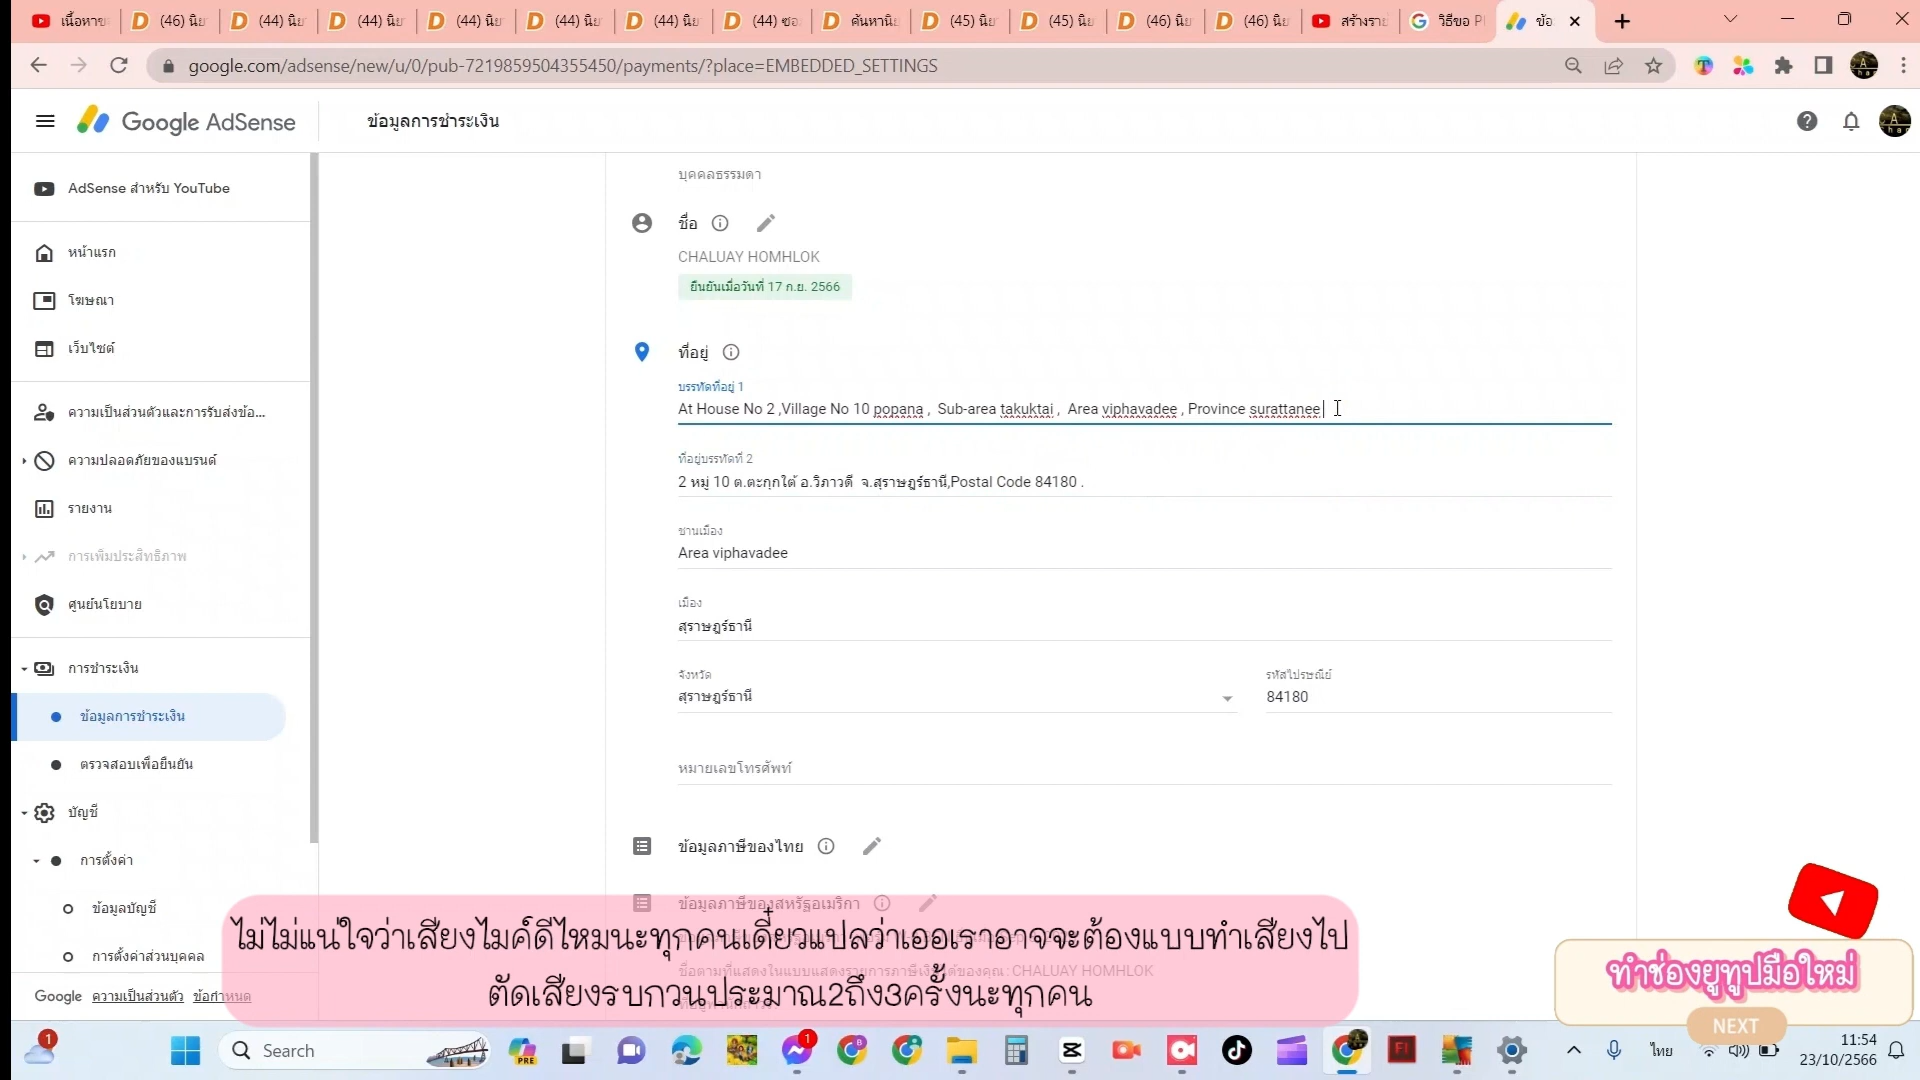 เนื้อหาข
(46) นิย
(44) นิย
(44) นิย
(44) นิย
(44) นิย
(44) นิย
(44) ซอ
ค้นหานิย
(45) นิย
(45) นิย
(46) นิย
(46) นิย
สร้างราย
วิธีขอ PI
ข้อ
google.com/adsense/new/u/0/pub-7219859504355450/payments/?place=EMBEDDED_SETTINGS
Google AdSense
ข้อมูลการชำระเงิน
AdSense สำหรับ YouTube
หน้าแรก
โฆษณา
เว็บไซต์
ความเป็นส่วนตัวและการรับส่งข้อ...
ความปลอดภัยของแบรนด์
รายงาน
การเพิ่มประสิทธิภาพ
ศูนย์นโยบาย
การชำระเงิน
ข้อมูลการชำระเงิน
ตรวจสอบเพื่อยืนยัน
บัญชี
การตั้งค่า
ข้อมูลบัญชี
การตั้งค่าส่วนบุคคล
Google ความเป็นส่วนตัว ข้อกำหนด
บุคคลธรรมดา
ชื่อ
CHALUAY HOMHLOK
ยืนยันเมื่อวันที่ 17 ก.ย. 2566
ที่อยู่
บรรทัดที่อยู่ 1
At House No 2 ,Village No 10 popana , Sub-area takuktai , Area viphavadee , Province surattanee
ที่อยู่บรรทัดที่ 2
2 หมู่ 10 ต.ตะกุกใต้ อ.วิภาวดี จ.สุราษฎร์ธานี,Postal Code 84180 .
ชานเมือง
Area viphavadee
เมือง
สุราษฎร์ธานี
จังหวัด
สุราษฎร์ธานี
รหัสไปรษณีย์
84180
หมายเลขโทรศัพท์
ข้อมูลภาษีของไทย
ข้อมูลภาษีของสหรัฐอเมริกา
ไม่ไม่แน่ใจว่าเสียงไมค์ดีไหมนะทุกคนเดี๋ยวแปลว่าเออเราอาจจะต้องแบบทำเสียงไป
ชื่อตามที่แสดงในแบบแสดงรายการภาษีเงินได้ของคุณ: CHALUAY HOMHLOK
ตัดเสียงรบกวนประมาณ2ถึง3ครั้งนะทุกคน
ทำช่องยูทูปมือใหม่
NEXT
1
Search
PRE
1
ไทย
11:54
23/10/2566